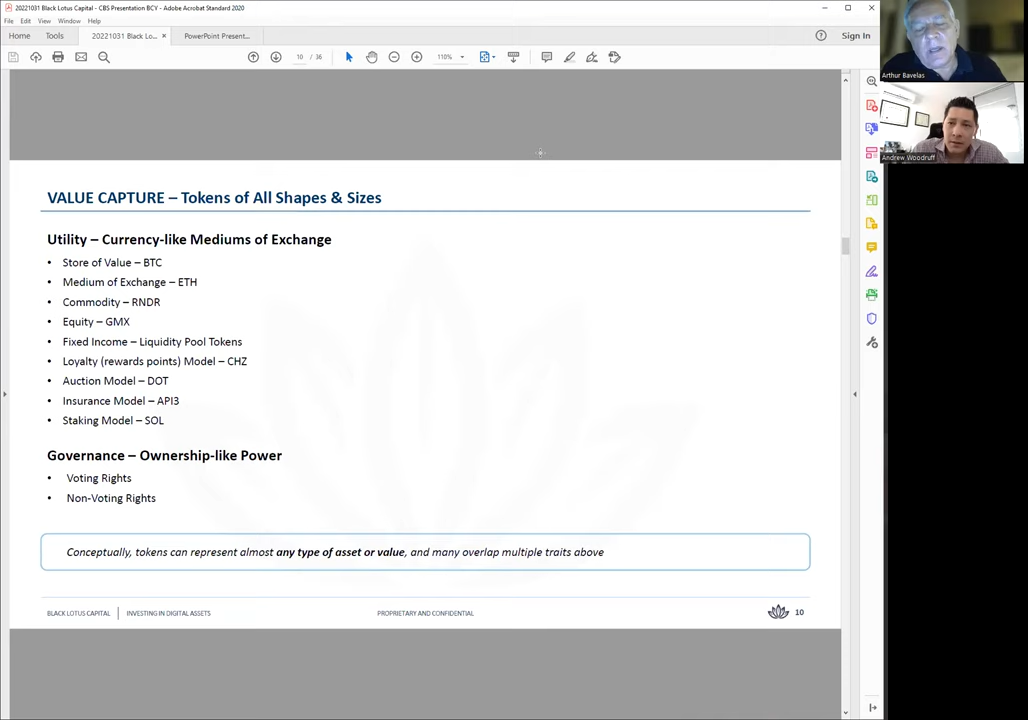 20221031 Black Lotus Capital - CBS Presentation BCY - Adobe Acrobat Standard 2020
File Edit View Window Help
Home Tools 20221031 Black Lo... × PowerPoint Present... Sign In
10 / 36 110%
Arthur Bavelas
Andrew Woodruff
VALUE CAPTURE – Tokens of All Shapes & Sizes
Utility – Currency-like Mediums of Exchange
• Store of Value – BTC
• Medium of Exchange – ETH
• Commodity – RNDR
• Equity – GMX
• Fixed Income – Liquidity Pool Tokens
• Loyalty (rewards points) Model – CHZ
• Auction Model – DOT
• Insurance Model – API3
• Staking Model – SOL
Governance – Ownership-like Power
• Voting Rights
• Non-Voting Rights
Conceptually, tokens can represent almost any type of asset or value, and many overlap multiple traits above
BLACK LOTUS CAPITAL | INVESTING IN DIGITAL ASSETS PROPRIETARY AND CONFIDENTIAL 10